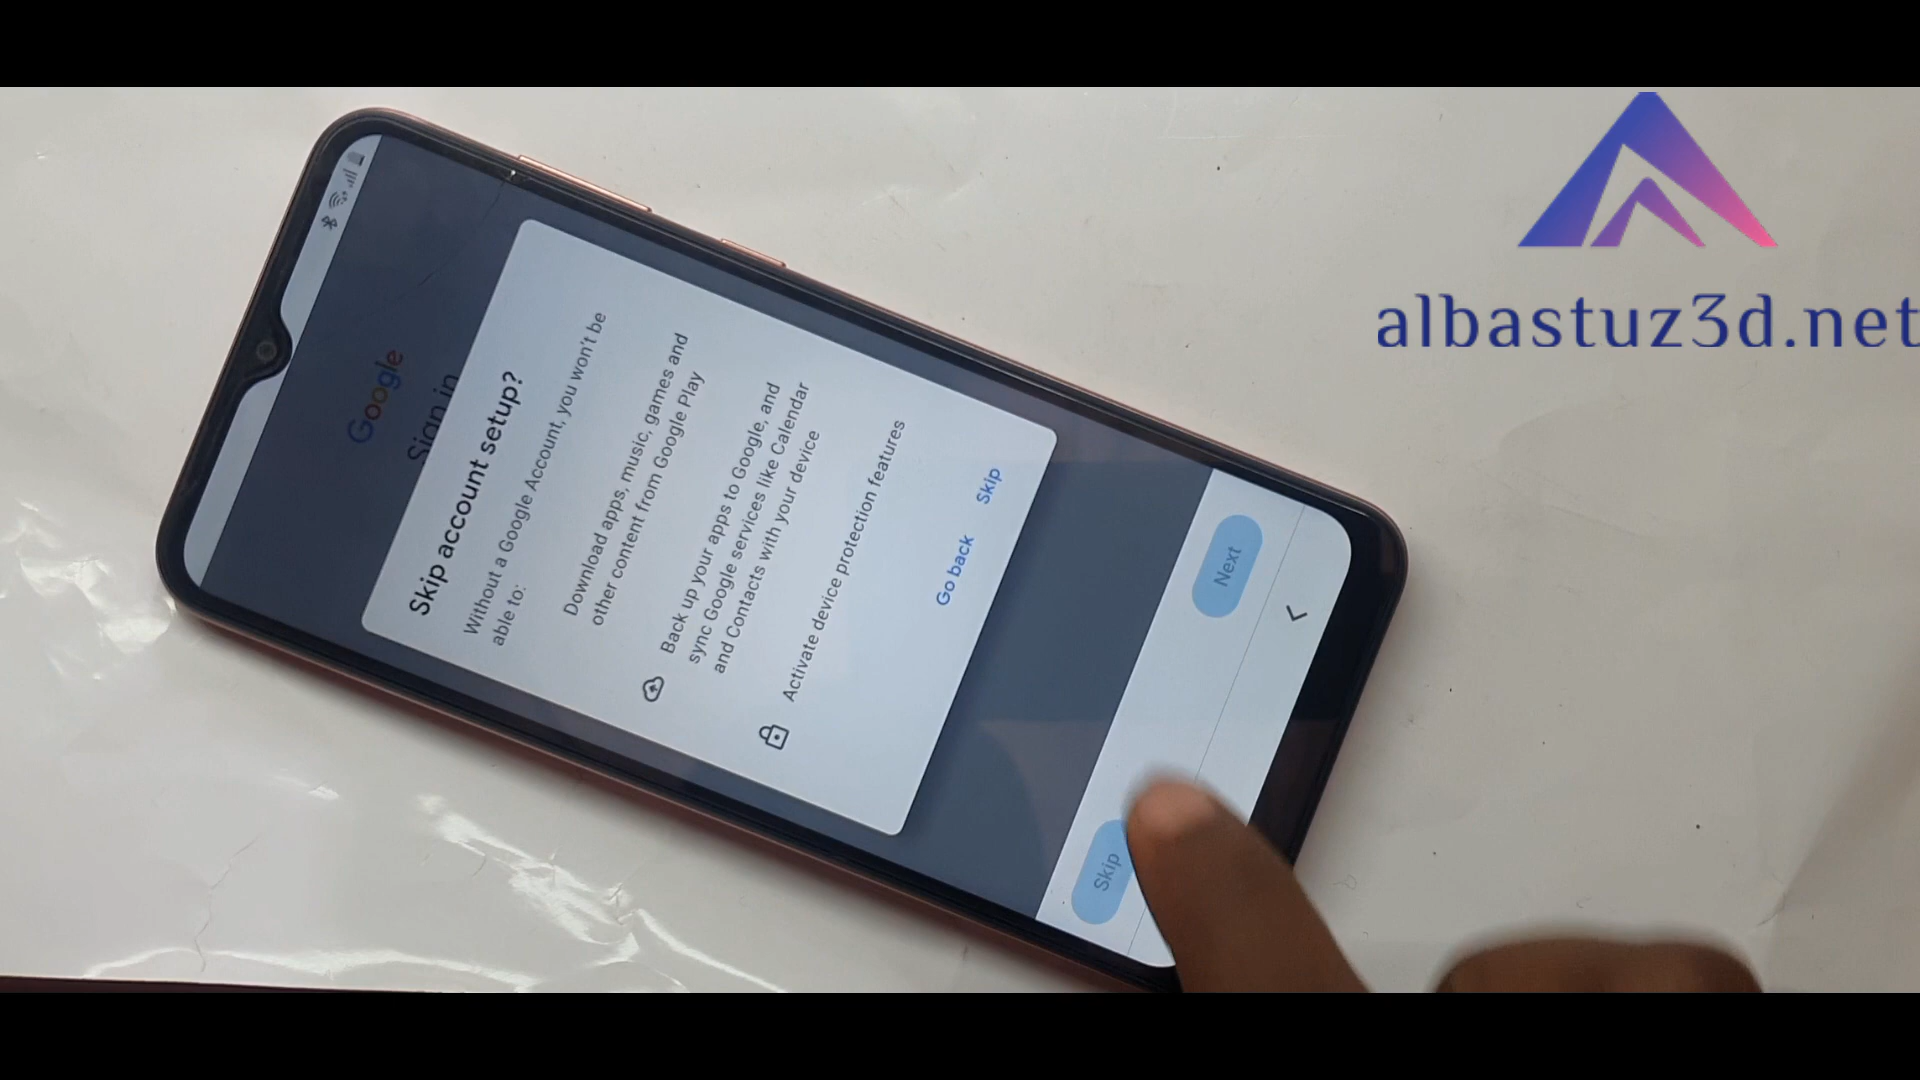 Google
Sign in
Skip account setup?
Without a Google Account, you won't be
able to:
Download apps, music, games and
other content from Google Play
Back up your apps to Google, and
sync Google services like Calendar
and Contacts with your device
Activate device protection features
Go back
Skip
Skip
Next
albastuz3d.net